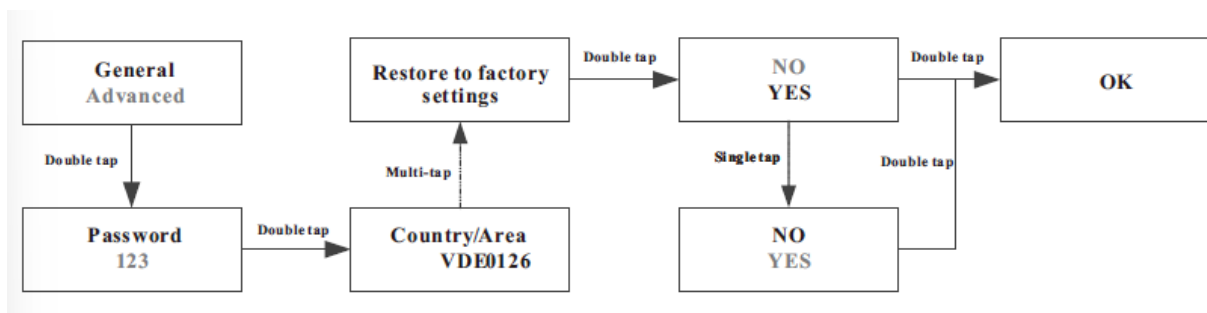 General
Advanced
Double tap
Password
123
Double tap
Country/Area
VDE0126
Multi-tap
Restore to factory
settings
Double tap
NO
YES
Single tap
NO
YES
Double tap
Double tap
OK